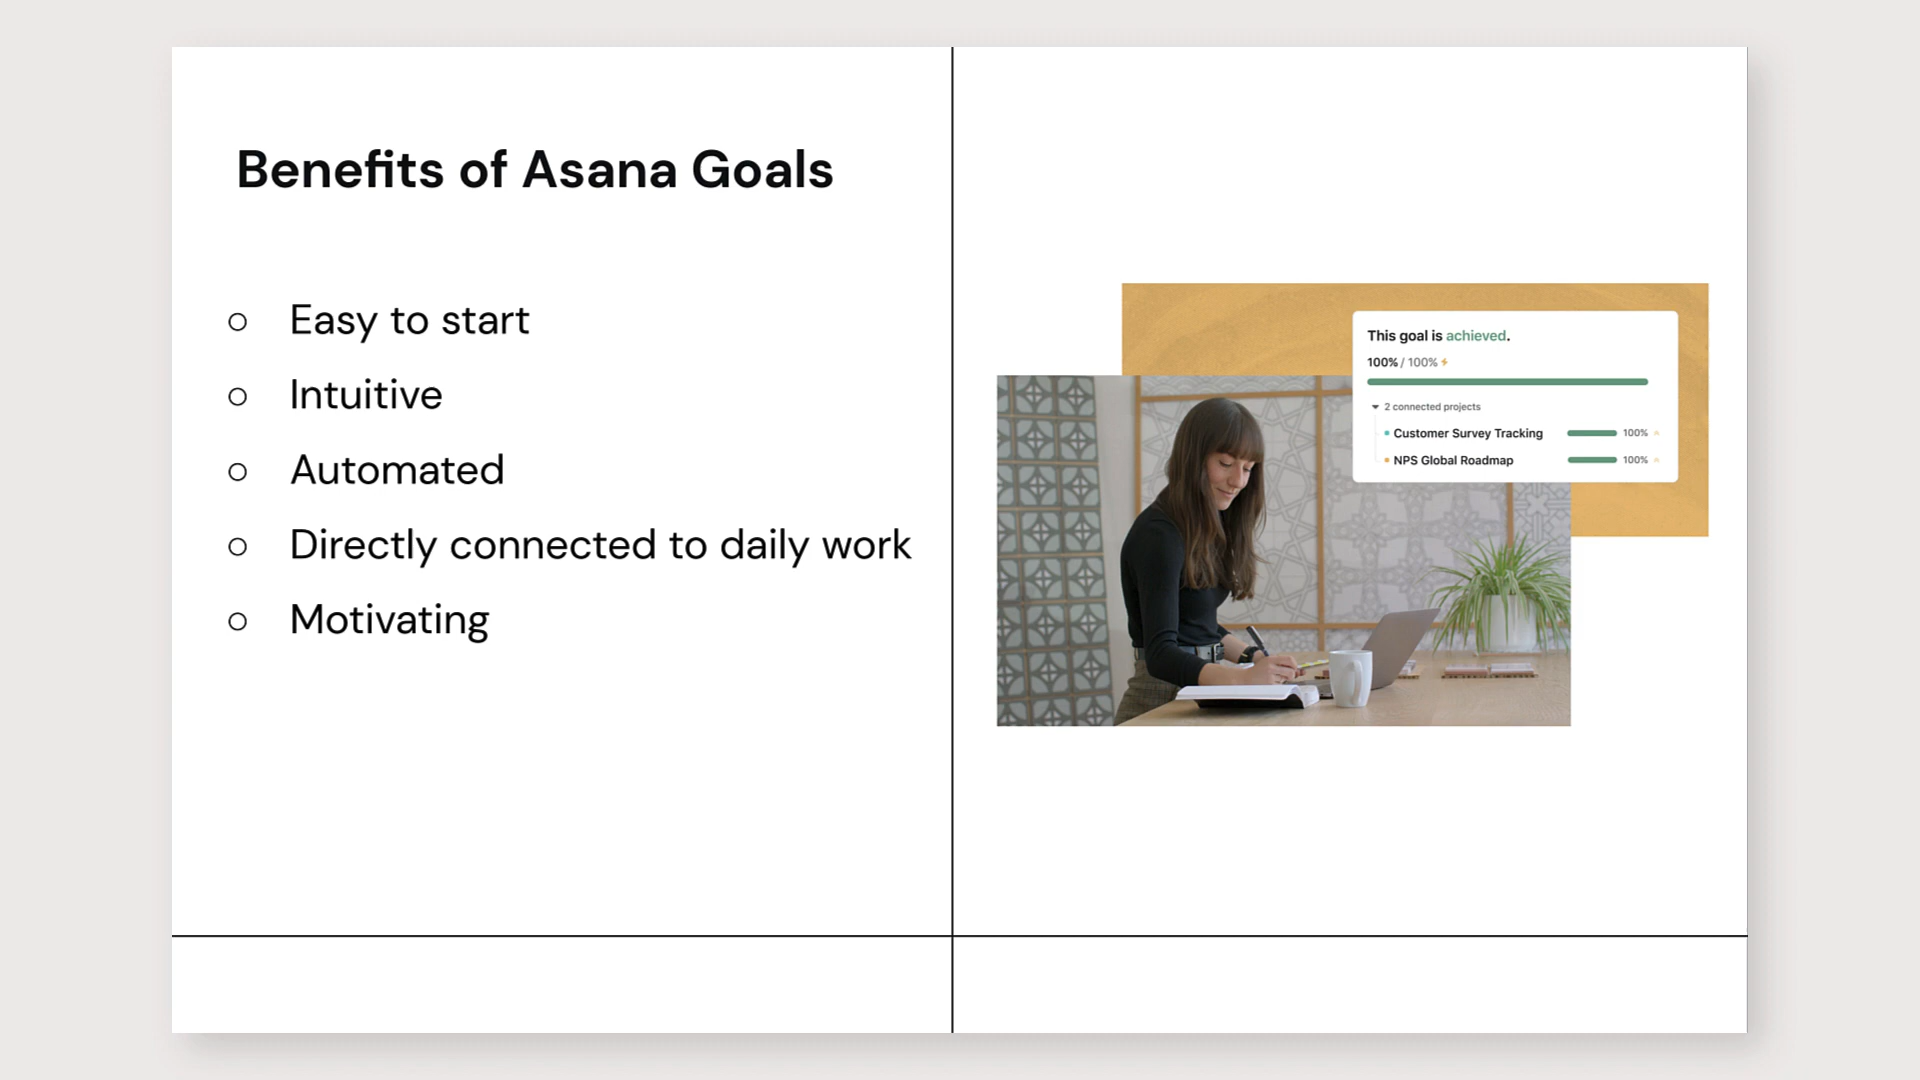 Benefits of Asana Goals
Easy to start
Intuitive
Automated
Directly connected to daily work
Motivating
This goal is achieved.
100% / 100%
2 connected projects
Customer Survey Tracking 100%
NPS Global Roadmap 100%